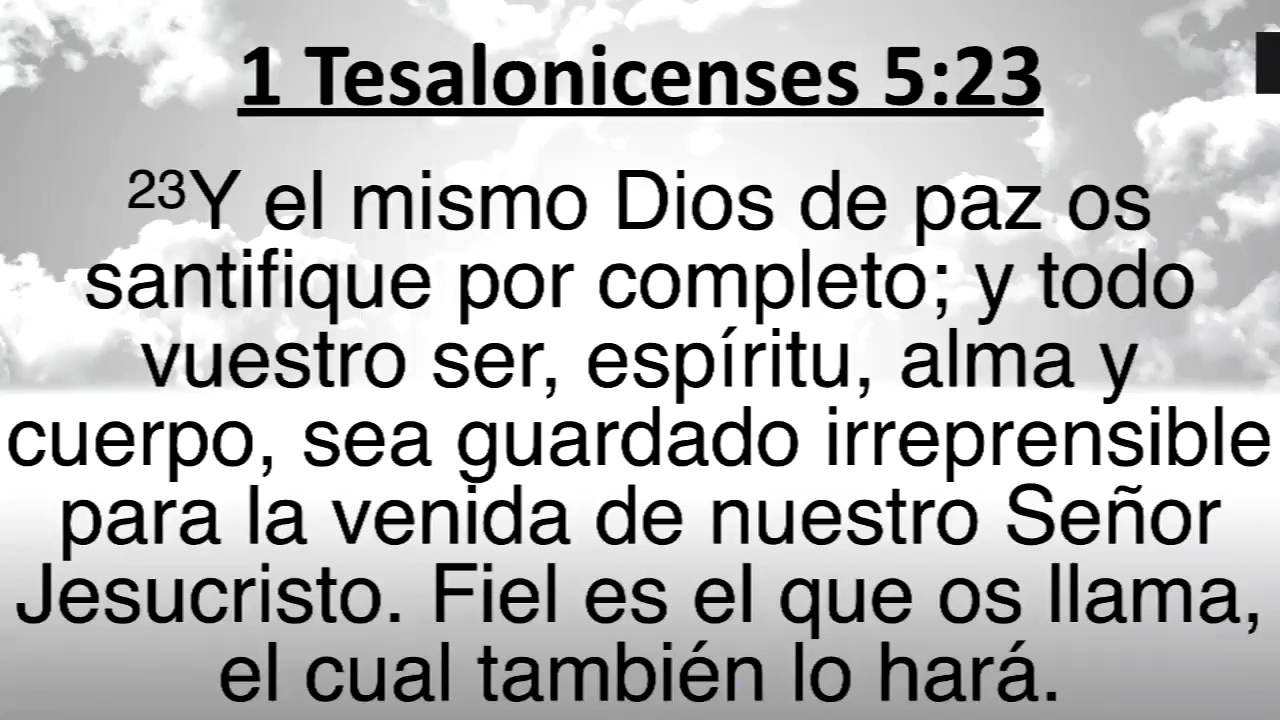 1 Tesalonicenses 5:23
23Y el mismo Dios de paz os
santifique por completo; y todo
vuestro ser, espíritu, alma y
cuerpo, sea guardado irreprensible
para la venida de nuestro Señor
Jesucristo. Fiel es el que os llama,
el cual también lo hará.